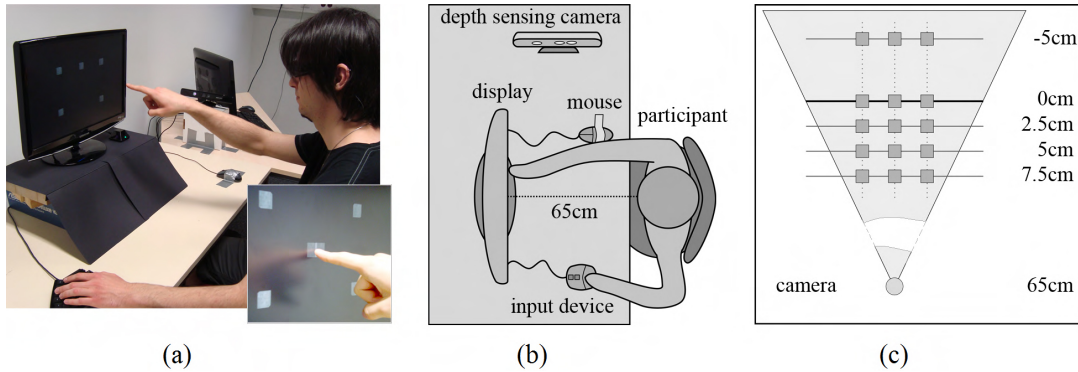 depth sensing camera
display
mouse
participant
65cm
input device
-5cm
0cm
2.5cm
5cm
7.5cm
camera
65cm
(a)
(b)
(c)